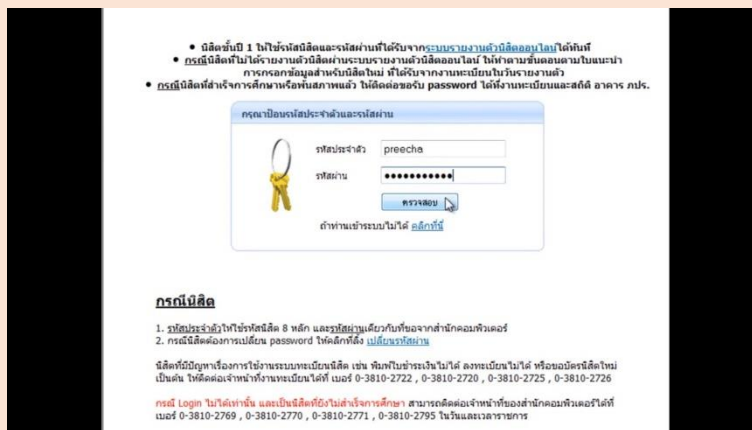 • นิสิตชั้นปี 1 ให้ใช้รหัสนิสิตและรหัสผ่านที่ได้รับจากระบบรายงานตัวนิสิตออนไลน์ได้ทันที
• กรณีนิสิตที่ไม่ได้รายงานตัวนิสิตผ่านระบบรายงานตัวนิสิตออนไลน์ ให้ทำตามขั้นตอนตามใบแนะนำ
การกรอกข้อมูลสำหรับนิสิตใหม่ ที่ได้รับจากงานทะเบียนในวันรายงานตัว
• กรณีนิสิตที่สำเร็จการศึกษาหรือพ้นสภาพแล้ว ให้ติดต่อขอรับ password ได้ที่งานทะเบียนและสถิติ อาคาร ภปร.
กรุณาป้อนรหัสประจำตัวและรหัสผ่าน
รหัสประจำตัว preecha
รหัสผ่าน •••••••••••
ตรวจสอบ
ถ้าท่านเข้าระบบไม่ได้ คลิกที่นี่
กรณีนิสิต
1. รหัสประจำตัวให้ใช้รหัสนิสิต 8 หลัก และรหัสผ่านเดียวกับที่ขอจากสำนักคอมพิวเตอร์
2. กรณีนิสิตต้องการเปลี่ยน password ให้คลิกที่ลิ้ง เปลี่ยนรหัสผ่าน
นิสิตที่มีปัญหาเรื่องการใช้งานระบบทะเบียนนิสิต เช่น พิมพ์ใบชำระเงินไม่ได้ ลงทะเบียนไม่ได้ หรือขอบัตรนิสิตใหม่
เป็นต้น ให้ติดต่อเจ้าหน้าที่งานทะเบียนได้ที่ เบอร์ 0-3810-2722 , 0-3810-2720 , 0-3810-2725 , 0-3810-2726
กรณี Login ไม่ได้เท่านั้น และเป็นนิสิตที่ยังไม่สำเร็จการศึกษา สามารถติดต่อเจ้าหน้าที่ของสำนักคอมพิวเตอร์ได้ที่
เบอร์ 0-3810-2769 , 0-3810-2770 , 0-3810-2771 , 0-3810-2795 ในวันและเวลาราชการ